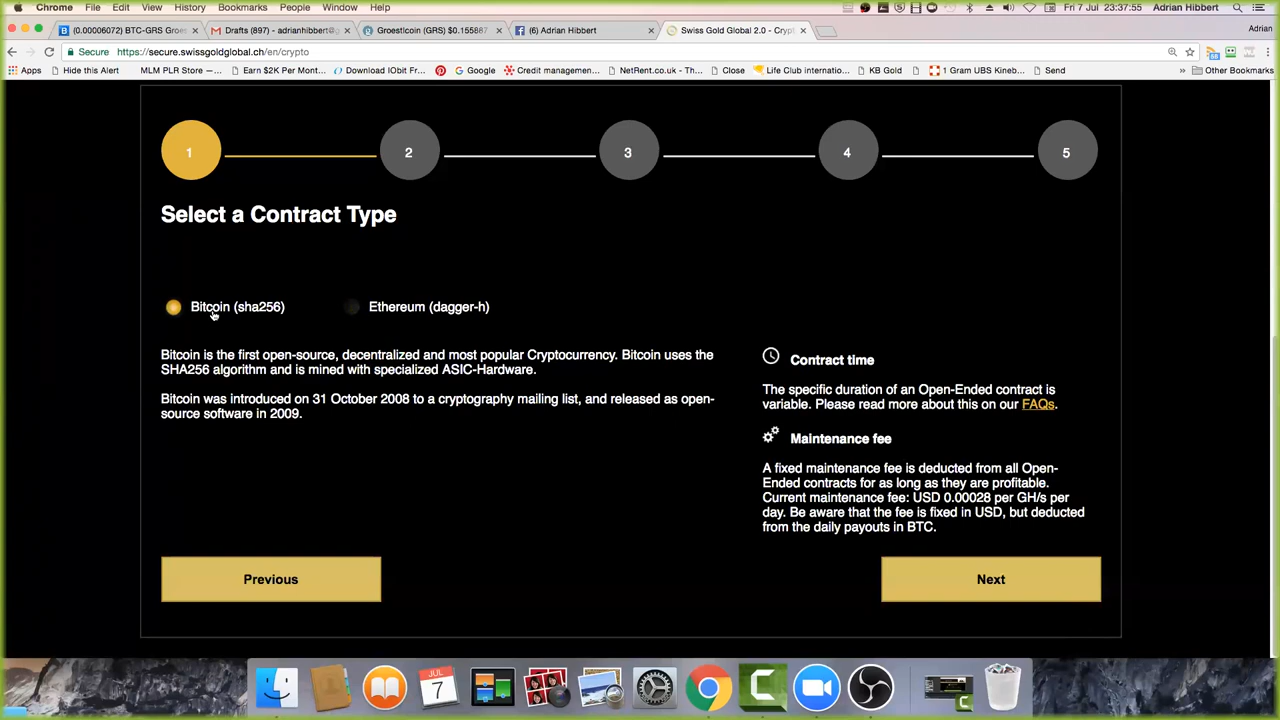 Chrome File Edit View History Bookmarks People Window Help Fri 7 Jul 23:37:55 Adrian Hibbert
(0.00006072) BTC-GRS Groes Drafts (897) - adrianhibbert@ Groestlcoin (GRS) $0.155887 (6) Adrian Hibbert Swiss Gold Global 2.0 - Crypt Adrian
Secure https://secure.swissgoldglobal.ch/en/crypto
Apps Hide this Alert MLM PLR Store —... Earn $2K Per Mont... Download IObit Fr... Google Credit managemen... NetRent.co.uk - Th... Close Life Club internatio... KB Gold 1 Gram UBS Kineb... Send » Other Bookmarks
1 2 3 4 5
Select a Contract Type
Bitcoin (sha256) Ethereum (dagger-h)
Bitcoin is the first open-source, decentralized and most popular Cryptocurrency. Bitcoin uses the
SHA256 algorithm and is mined with specialized ASIC-Hardware.
Bitcoin was introduced on 31 October 2008 to a cryptography mailing list, and released as open-
source software in 2009.
Contract time
The specific duration of an Open-Ended contract is
variable. Please read more about this on our FAQs.
Maintenance fee
A fixed maintenance fee is deducted from all Open-
Ended contracts for as long as they are profitable.
Current maintenance fee: USD 0.00028 per GH/s per
day. Be aware that the fee is fixed in USD, but deducted
from the daily payouts in BTC.
Previous Next
JUL
7